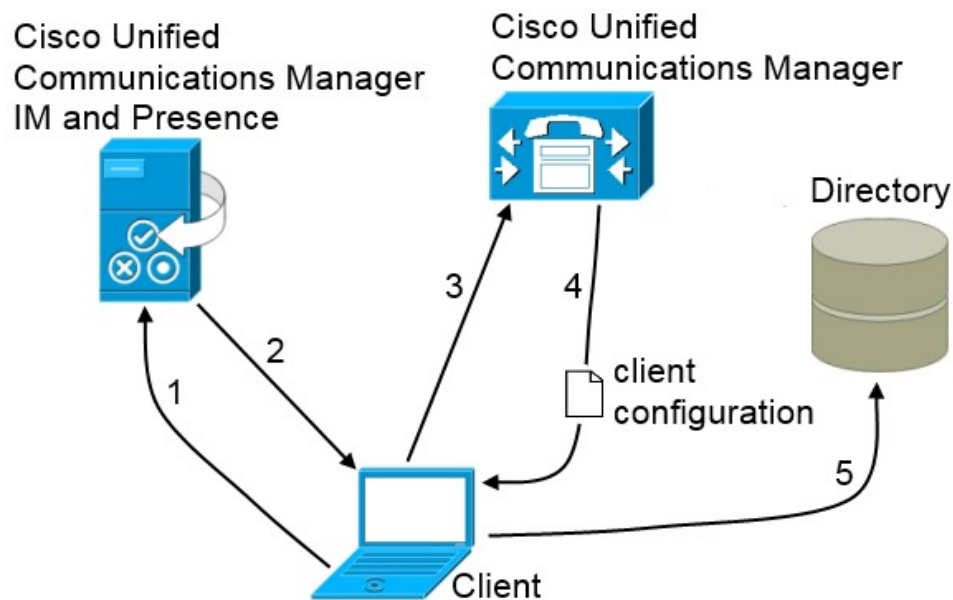 Cisco Unified
Communications Manager
IM and Presence
Cisco Unified
Communications Manager
Directory
1
2
3
4
client
configuration
5
Client